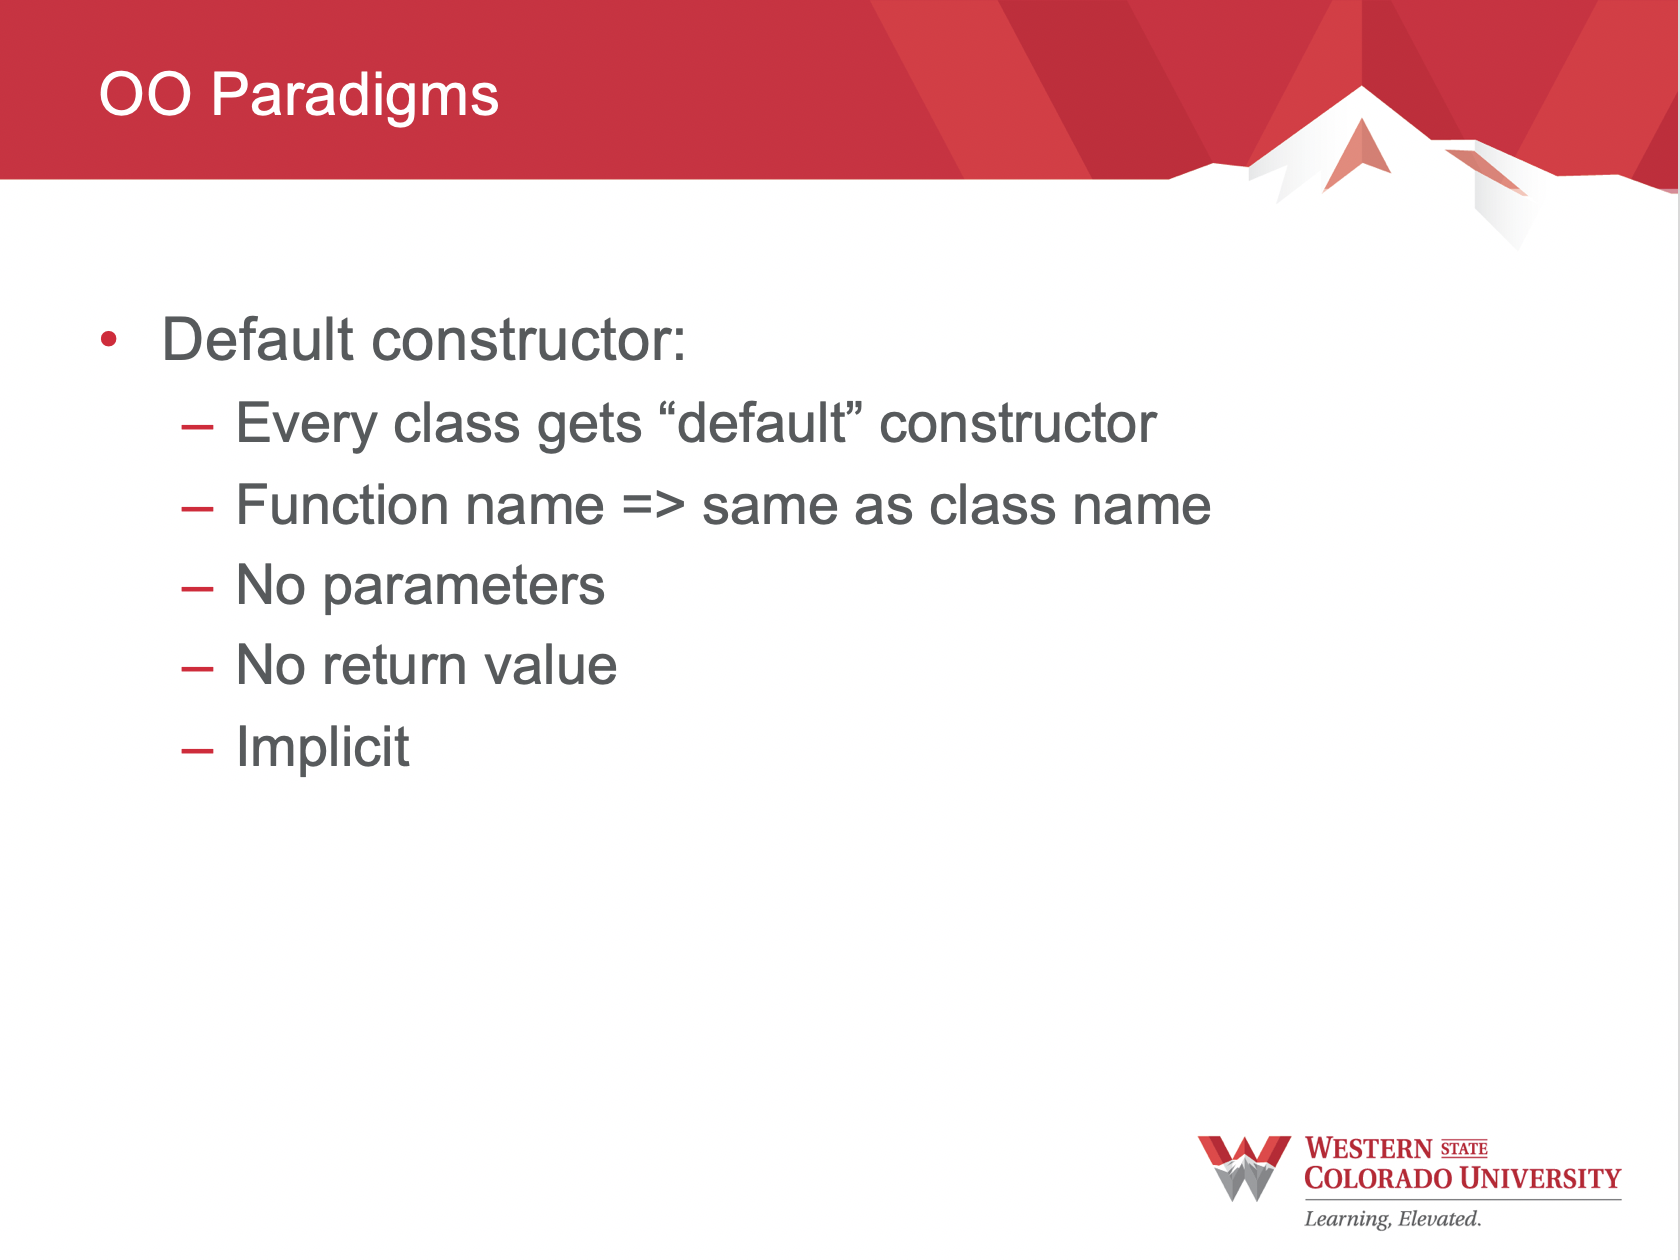 OO Paradigms
• Default constructor:
– Every class gets “default” constructor
– Function name => same as class name
– No parameters
– No return value
– Implicit
WESTERN STATE
COLORADO UNIVERSITY
Learning, Elevated.